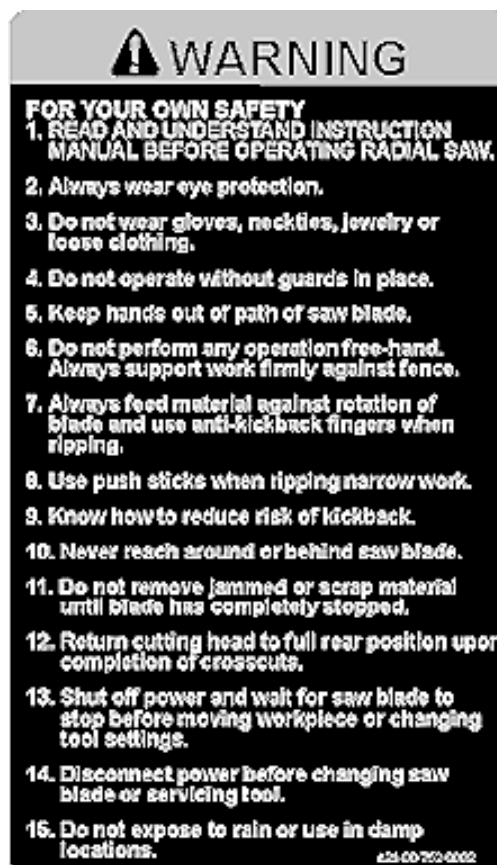 WARNING
FOR YOUR OWN SAFETY
1. READ AND UNDERSTAND INSTRUCTION
MANUAL BEFORE OPERATING RADIAL SAW.
2. Always wear eye protection.
3. Do not wear gloves, neckties, jewelry or
loose clothing.
4. Do not operate without guards in place.
5. Keep hands out of path of saw blade.
6. Do not perform any operation free-hand.
Always support work firmly against fence.
7. Always feed material against rotation of
blade and use anti-kickback fingers when
ripping.
8. Use push sticks when ripping narrow work.
9. Know how to reduce risk of kickback.
10. Never reach around or behind saw blade.
11. Do not remove jammed or scrap material
until blade has completely stopped.
12. Return cutting head to full rear position upon
completion of crosscuts.
13. Shut off power and wait for saw blade to
stop before moving workpiece or changing
tool settings.
14. Disconnect power before changing saw
blade or servicing tool.
15. Do not expose to rain or use in damp
locations.